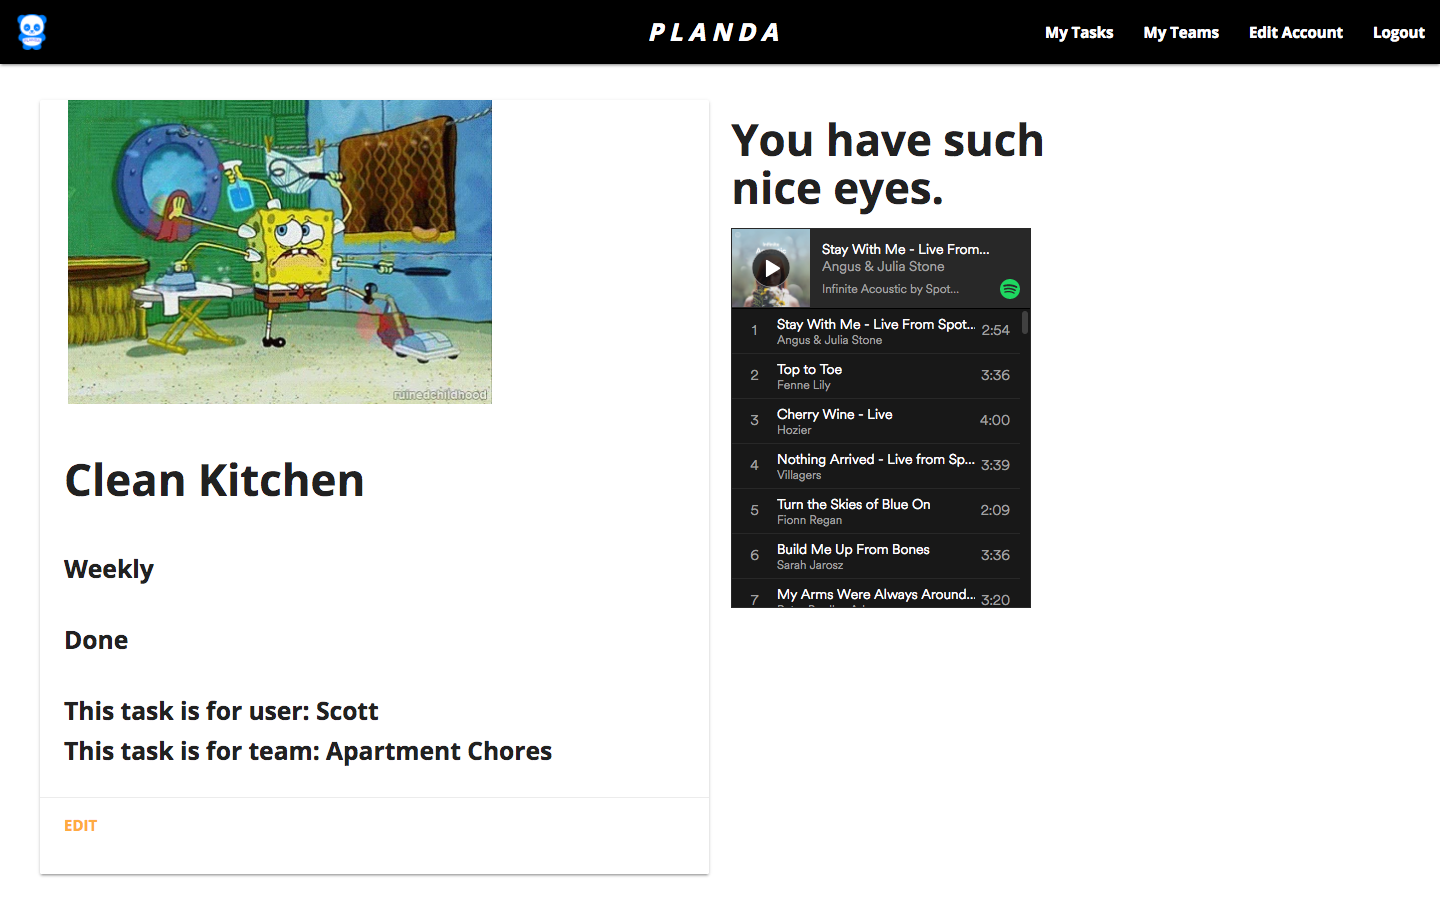 PLANDA
My Tasks
My Teams
Edit Account
Logout
ruinedchildhood
Clean Kitchen
Weekly
Done
This task is for user: Scott
This task is for team: Apartment Chores
EDIT
You have such
nice eyes.
Stay With Me - Live From...
Angus & Julia Stone
Infinite Acoustic by Spot...
1 Stay With Me - Live From Spot... 2:54
Angus & Julia Stone
2 Top to Toe 3:36
Fenne Lily
3 Cherry Wine - Live 4:00
Hozier
4 Nothing Arrived - Live from Sp... 3:39
Villagers
5 Turn the Skies of Blue On 2:09
Fionn Regan
6 Build Me Up From Bones 3:36
Sarah Jarosz
7 My Arms Were Always Around... 3:20